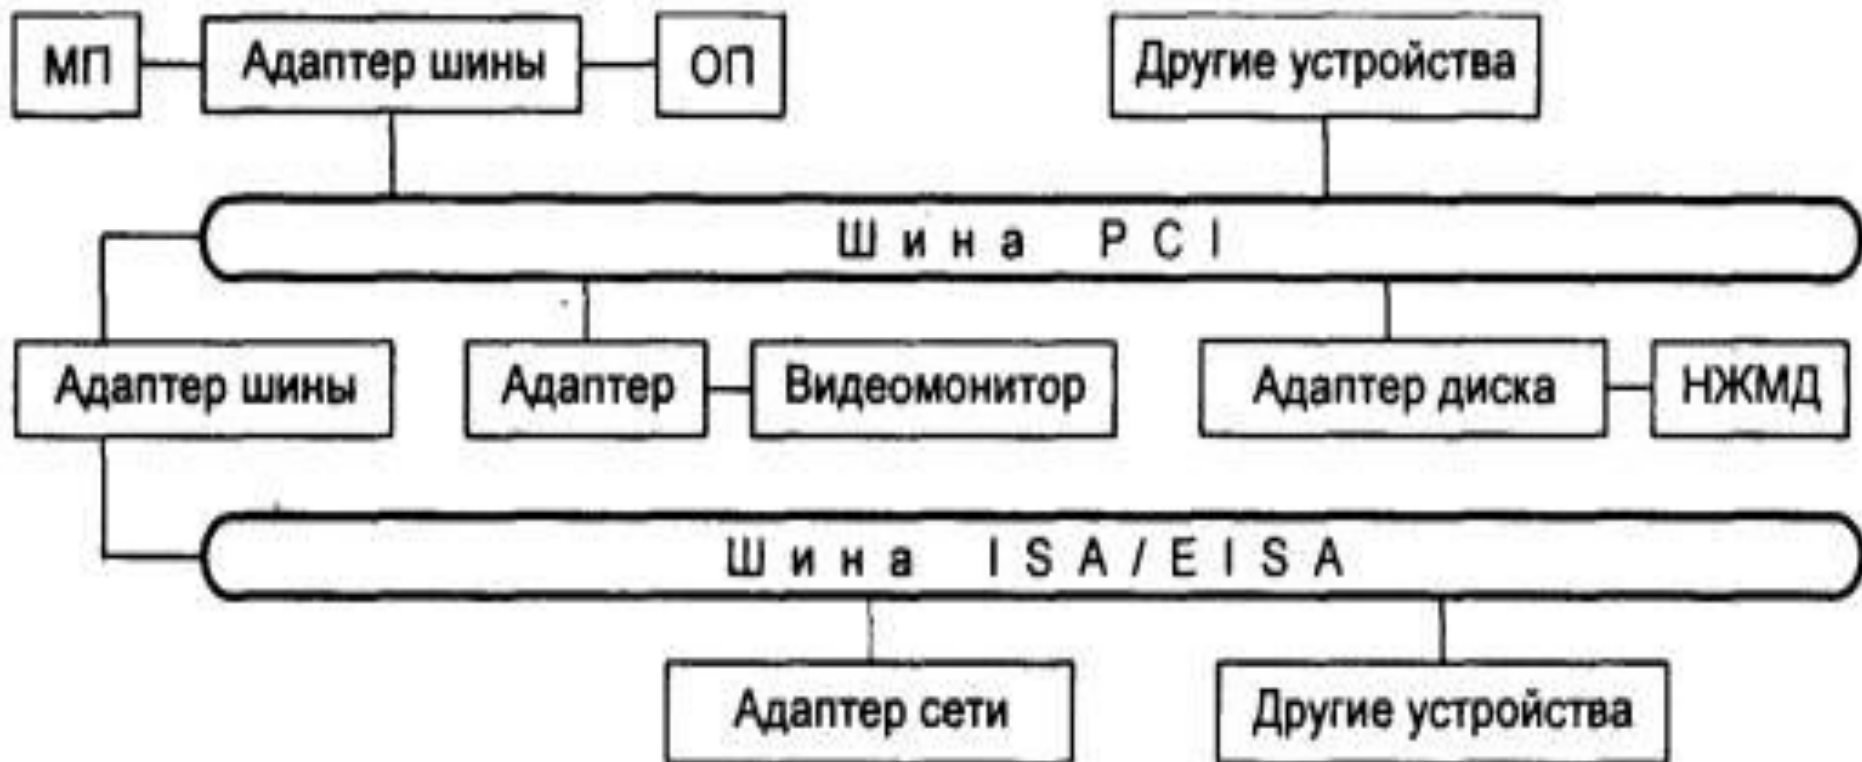 МП
Адаптер шины
ОП
Другие устройства
Шина PCI
Адаптер шины
Адаптер
Видеомонитор
Адаптер диска
НЖМД
Шина ISA/EISA
Адаптер сети
Другие устройства